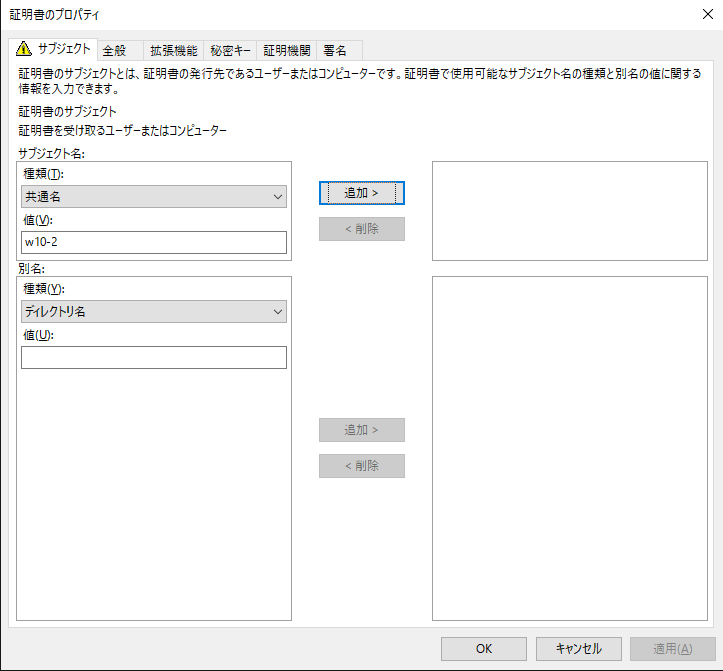 証明書のプロパティ
サブジェクト 全般 拡張機能 秘密キー 証明機関 署名
証明書のサブジェクトとは、証明書の発行先であるユーザーまたはコンピューターです。証明書で使用可能なサブジェクト名の種類と別名の値に関する
情報を入力できます。
証明書のサブジェクト
証明書を受け取るユーザーまたはコンピューター
サブジェクト名:
種類(T):
共通名
追加 >
値(V):
< 削除
w10-2
別名:
種類(Y):
ディレクトリ名
値(U):
追加 >
< 削除
OK キャンセル 適用(A)